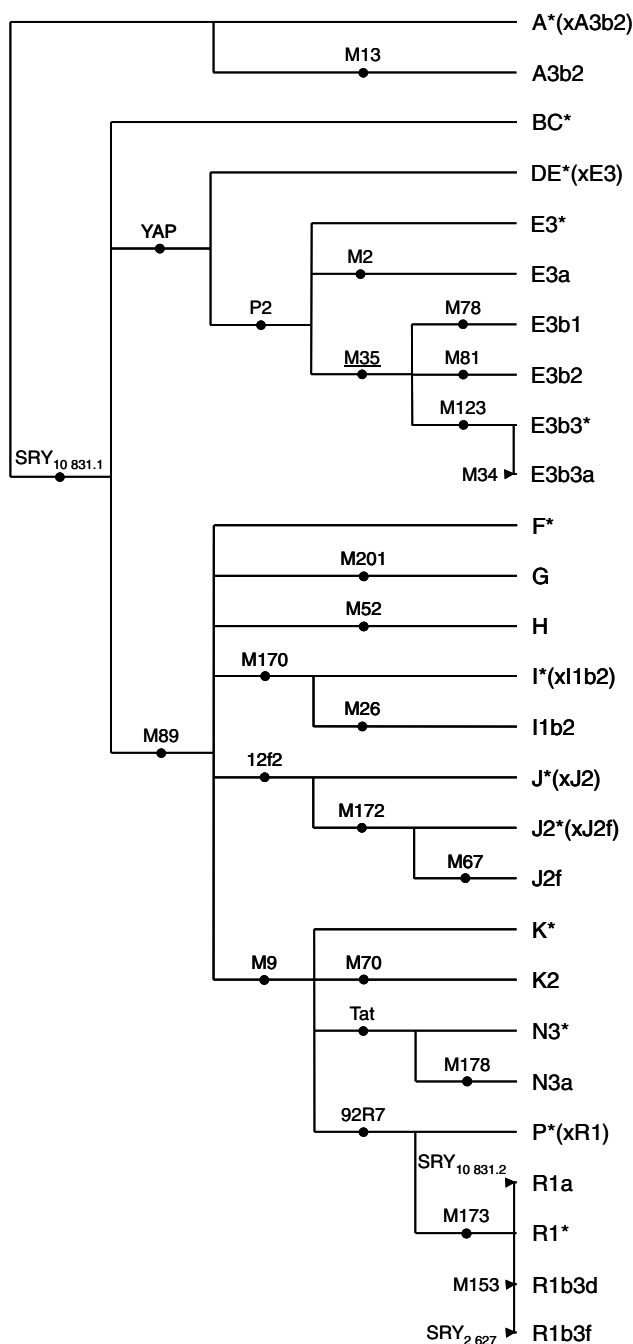 A*(xA3b2)
M13
A3b2
BC*
DE*(xE3)
YAP
E3*
M2
E3a
P2
M78
E3b1
M35
M81
E3b2
M123
E3b3*
SRY10 831.1
M34
E3b3a
F*
M201
G
M52
H
M170
I*(xI1b2)
M26
I1b2
M89
12f2
J*(xJ2)
M172
J2*(xJ2f)
M67
J2f
K*
M9
M70
K2
Tat
N3*
M178
N3a
92R7
P*(xR1)
SRY10 831.2
R1a
M173
R1*
M153
R1b3d
SRY2 627
R1b3f